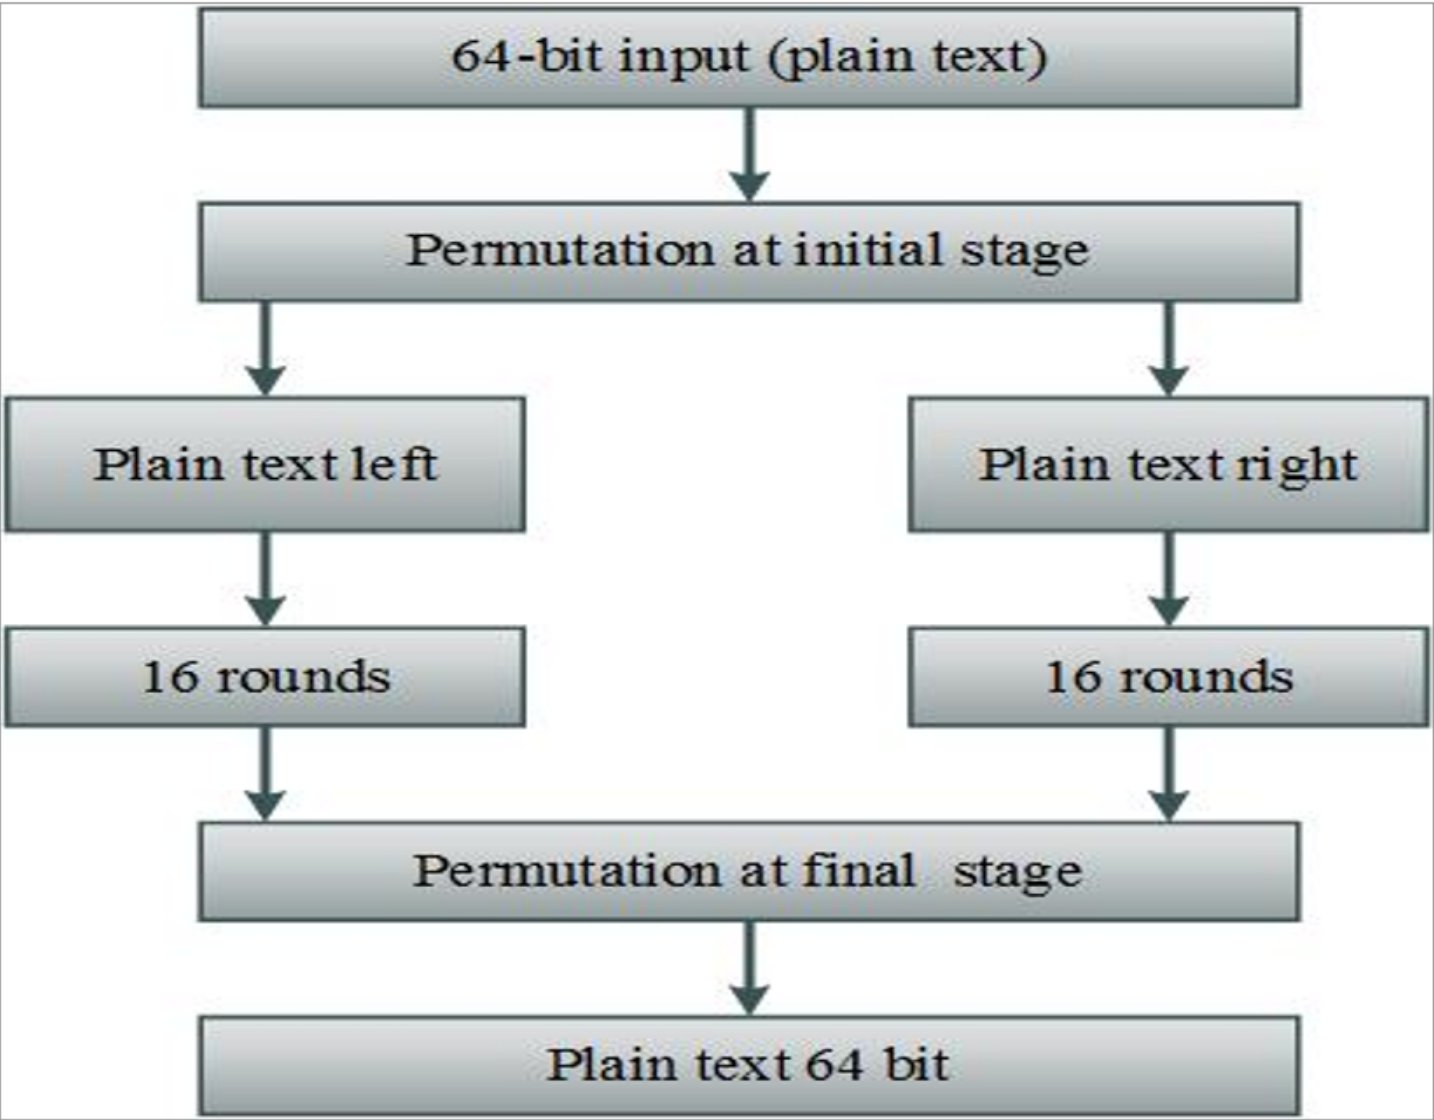 64-bit input (plain text)
Permutation at initial stage
Plain text left
Plain text right
16 rounds
16 rounds
Permutation at final stage
Plain text 64 bit